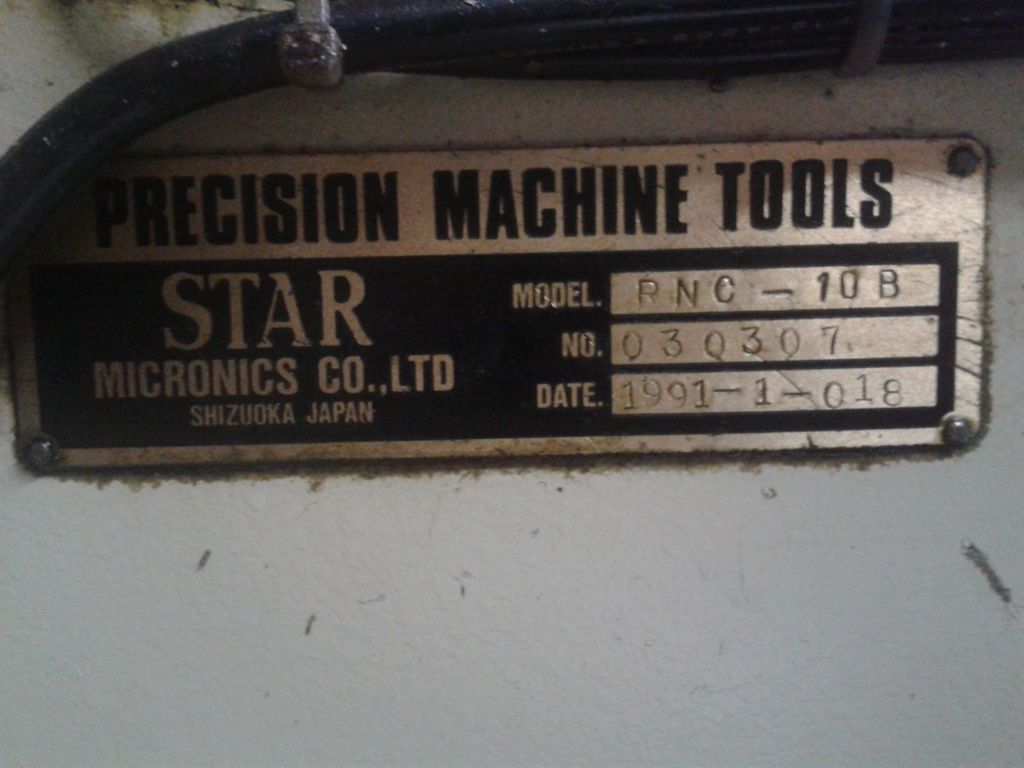 PRECISION MACHINE TOOLS
STAR
MICRONICS CO.,LTD
SHIZUOKA JAPAN
MODEL. RNC-10B
NO. 030307
DATE. 1991-1-018